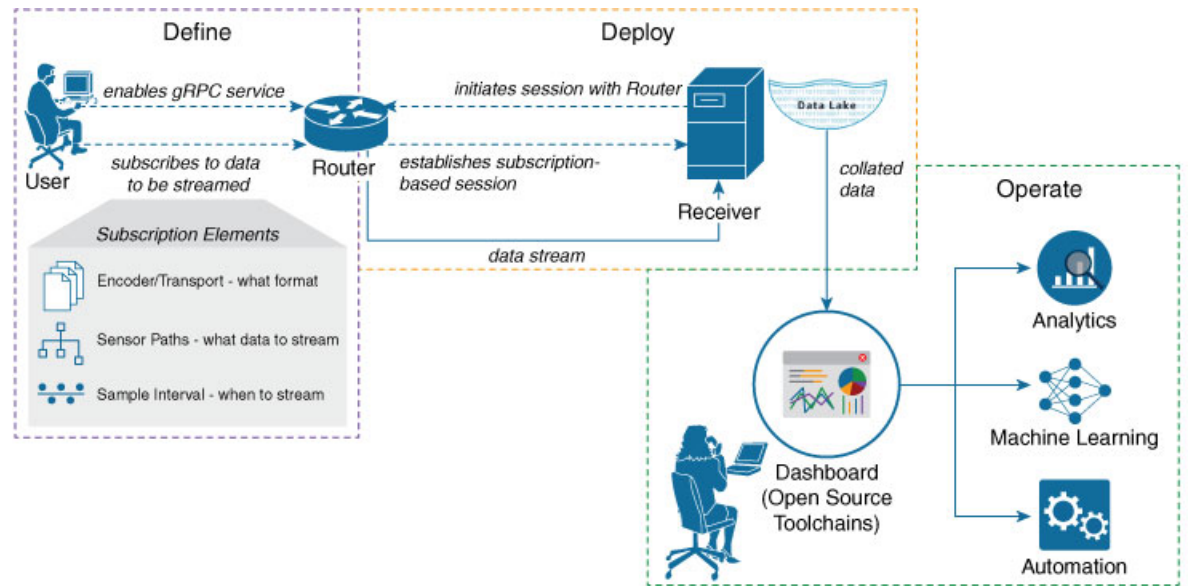 Define
enables gRPC service
subscribes to data
to be streamed
User
Router
Subscription Elements
Encoder/Transport - what format
Sensor Paths - what data to stream
Sample Interval - when to stream
Deploy
initiates session with Router
establishes subscription-
based session
Receiver
data stream
Data Lake
collated
data
Operate
Dashboard
(Open Source
Toolchains)
Analytics
Machine Learning
Automation